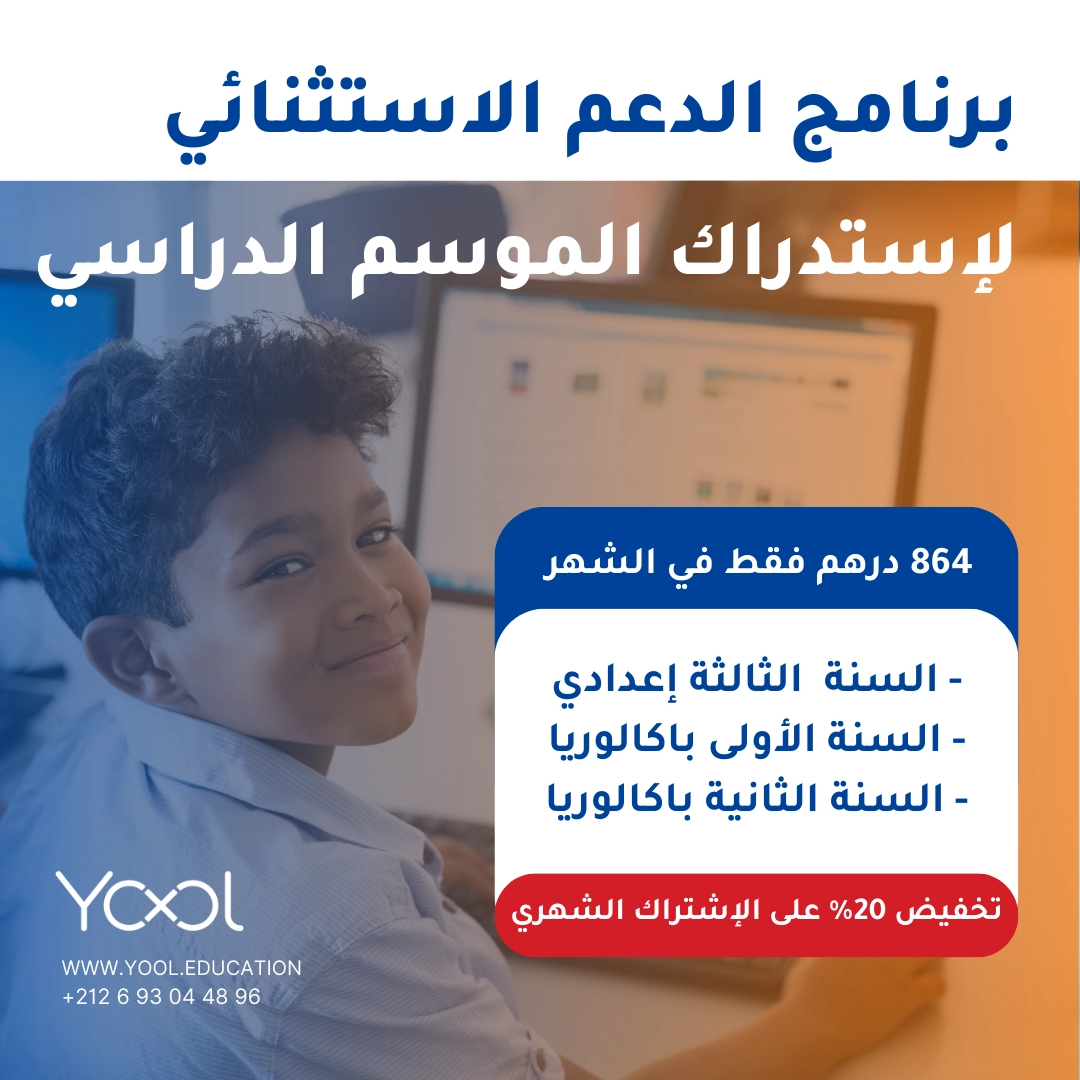 برنامج الدعم الاستثنائي
لإستدراك الموسم الدراسي
864 درهم فقط في الشهر
- السنة الثالثة إعدادي
- السنة الأولى باكالوريا
- السنة الثانية باكالوريا
تخفيض 20% على الإشتراك الشهري
Yool
WWW.YOOL.EDUCATION
+212 6 93 04 48 96